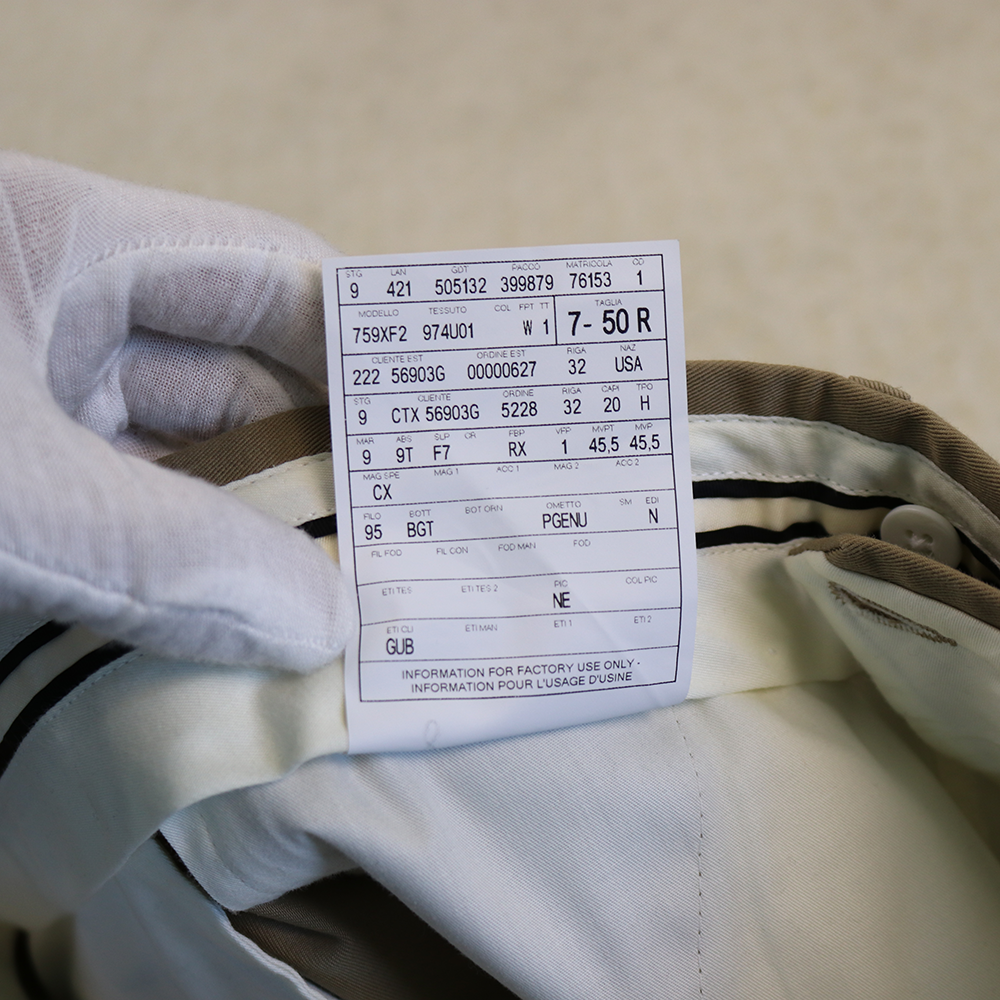 STG LAN GDT PACCO MATRICOLA CD
9 421 505132 399879 76153 1
MODELLO TESSUTO COL FPT TT TAGLIA
759XF2 974U01 W 1 7- 50 R
CLIENTE EST ORDINE EST RIGA NAZ
222 56903G 00000627 32 USA
STG CLIENTE ORDINE RIGA CAPI TPO
9 CTX 56903G 5228 32 20 H
MAR ABS SUP CR FBP VFP MVPT MVP
9 9T F7 RX 1 45,5 45,5
MAG SPE MAG 1 ACC 1 MAG 2 ACC 2
CX
FILO BOTT BOT ORN OMETTO SM EDI
95 BGT PGENU N
FIL FOD FIL CON FOD MAN FOD
ETI TES ETI TES 2 PIC COL PIC
NE
ETI CLI ETI MAN ETI 1 ETI 2
GUB
INFORMATION FOR FACTORY USE ONLY -
INFORMATION POUR L'USAGE D'USINE